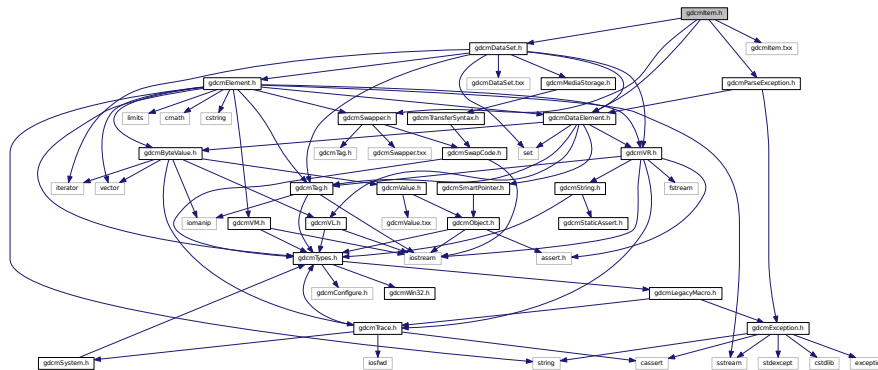 gdcmItem.h
gdcmDataSet.h
gdcmItem.txx
gdcmElement.h
gdcmDataSet.txx
gdcmMediaStorage.h
gdcmParseException.h
limits
cmath
cstring
gdcmSwapper.h
gdcmTransferSyntax.h
gdcmDataElement.h
gdcmByteValue.h
gdcmTag.h
gdcmSwapper.txx
gdcmSwapCode.h
set
gdcmVR.h
iterator
vector
gdcmTag.h
gdcmValue.h
gdcmSmartPointer.h
gdcmString.h
fstream
iomanip
gdcmVM.h
gdcmVL.h
gdcmValue.txx
gdcmObject.h
gdcmStaticAssert.h
gdcmTypes.h
iostream
assert.h
gdcmConfigure.h
gdcmWin32.h
gdcmLegacyMacro.h
gdcmTrace.h
gdcmException.h
gdcmSystem.h
iosfwd
string
cassert
sstream
stdexcept
cstdlib